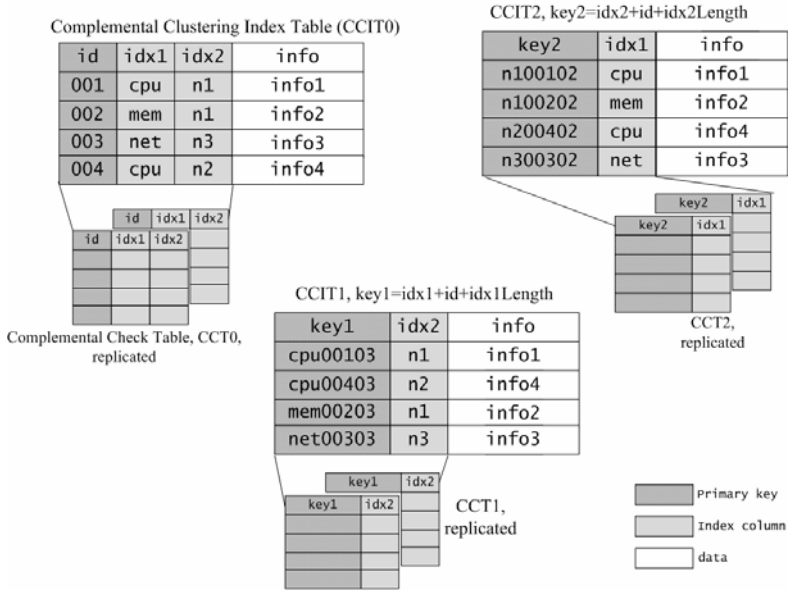 Complemental Clustering Index Table (CCIT0)
id idx1 idx2 info
001 cpu n1 info1
002 mem n1 info2
003 net n3 info3
004 cpu n2 info4
id idx1 idx2
id idx1 idx2
Complemental Check Table, CCT0,
replicated
CCIT2, key2=idx2+id+idx2Length
key2 idx1 info
n100102 cpu info1
n100202 mem info2
n200402 cpu info4
n300302 net info3
key2 idx1
key2 idx1
CCT2,
replicated
CCIT1, key1=idx1+id+idx1Length
key1 idx2 info
cpu00103 n1 info1
cpu00403 n2 info4
mem00203 n1 info2
net00303 n3 info3
key1 idx2
key1 idx2
CCT1,
replicated
Primary key
Index column
data